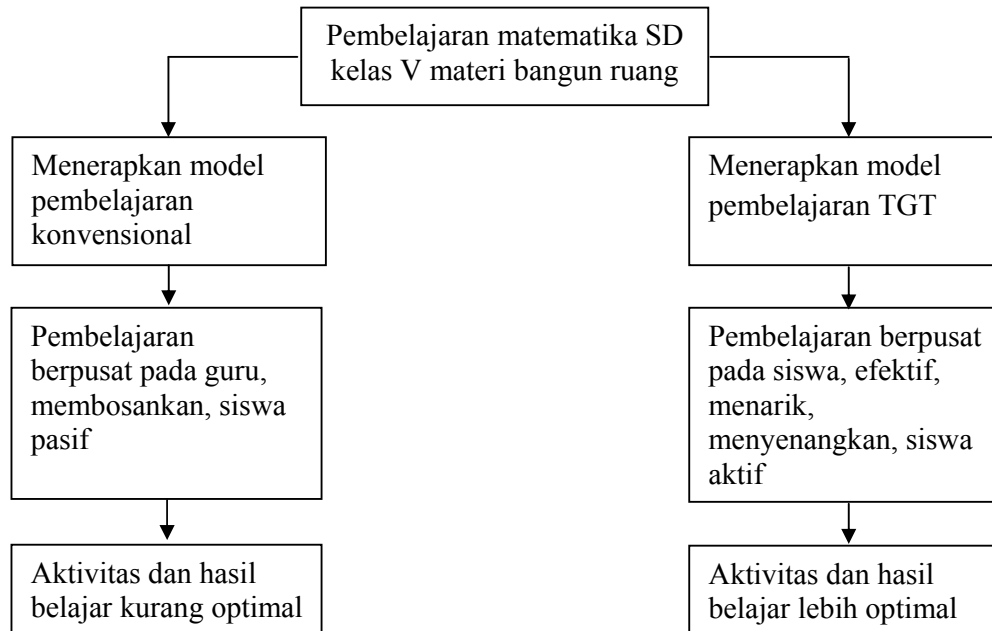 Pembelajaran matematika SD
kelas V materi bangun ruang
Menerapkan model
pembelajaran
konvensional
Menerapkan model
pembelajaran TGT
Pembelajaran
berpusat pada guru,
membosankan, siswa
pasif
Pembelajaran berpusat
pada siswa, efektif,
menarik,
menyenangkan, siswa
aktif
Aktivitas dan hasil
belajar kurang optimal
Aktivitas dan hasil
belajar lebih optimal